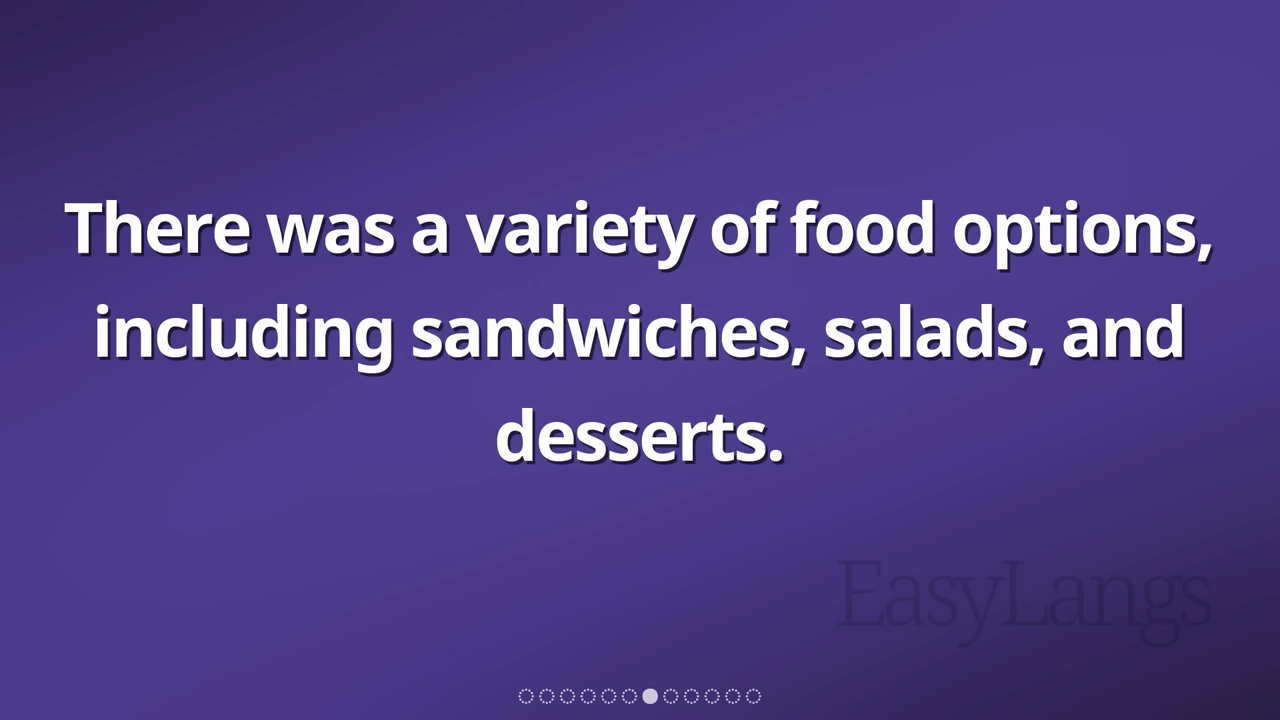 There was a variety of food options,
including sandwiches, salads, and
desserts.
EasyLangs